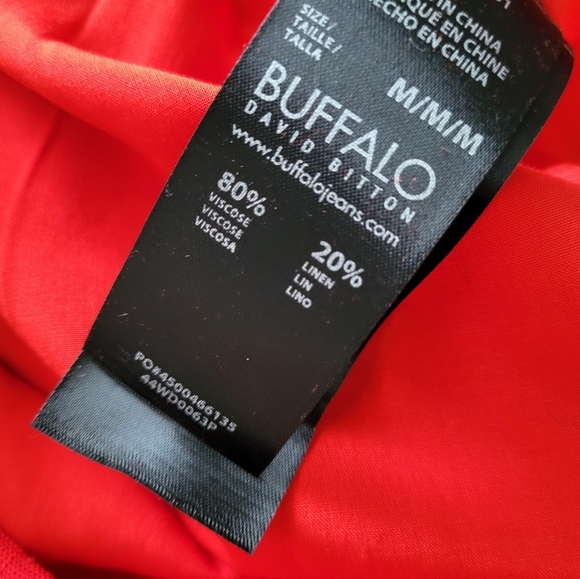 IN CHINA
QUE EN CHINE
HECHO EN CHINA
SIZE/
TAILLE/
TALLA
M/M/M
BUFFALO
DAVID BITTON
www.buffalojeans.com
80%
VISCOSE
VISCOSE
VISCOSA
20%
LINEN
LIN
LINO
PO#4500466135
44WD0063P